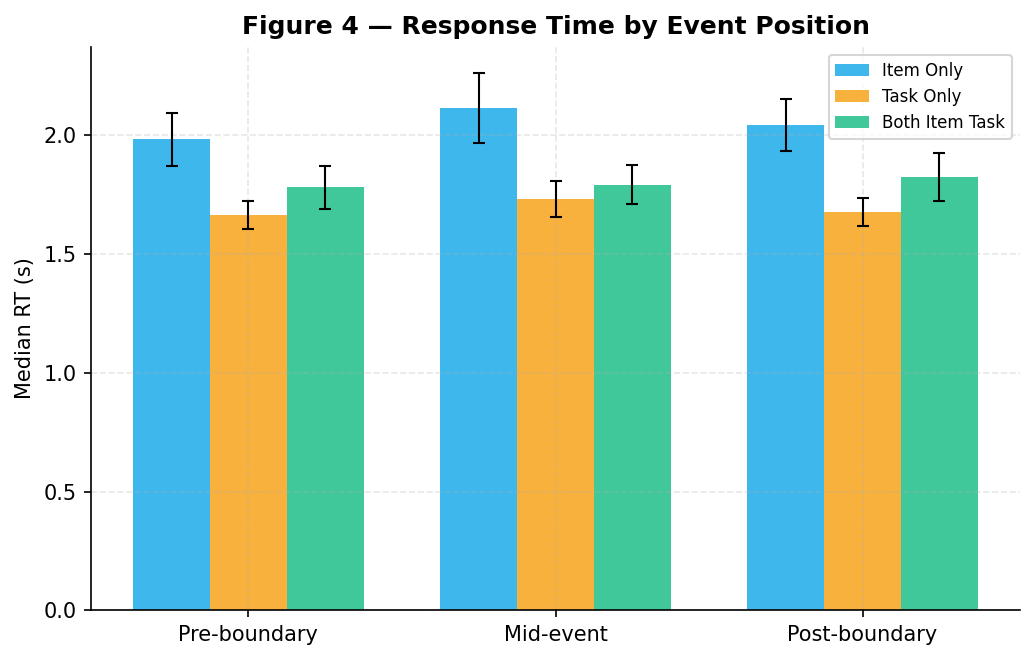 Figure 4 — Response Time by Event Position
Item Only
Task Only
Both Item Task
Median RT (s)
2.0
1.5
1.0
0.5
0.0
Pre-boundary
Mid-event
Post-boundary